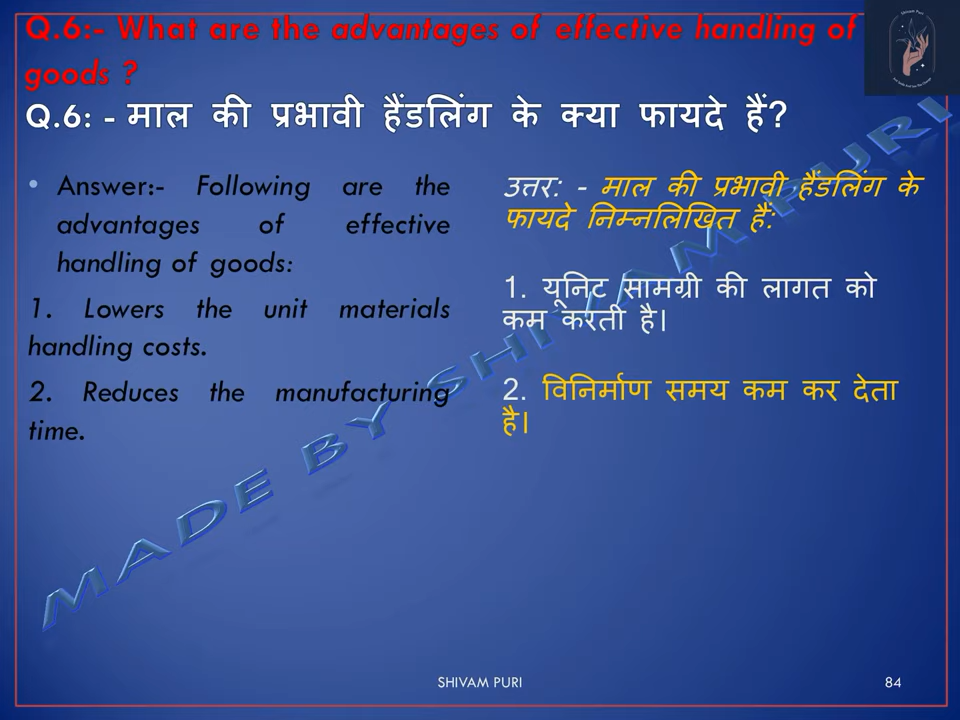 Q.6:- What are the advantages of effective handling of
goods ?
Q.6: - माल की प्रभावी हैंडलिंग के क्या फायदे हैं?
• Answer:- Following are the
advantages of effective
handling of goods:
1. Lowers the unit materials
handling costs.
2. Reduces the manufacturing
time.
उत्तर: - माल की प्रभावी हैंडलिंग के
फायदे निम्नलिखित हैं:
1. यूनिट सामग्री की लागत को
कम करती है।
2. विनिर्माण समय कम कर देता
है।
MADE BY SHIVAM PURI
SHIVAM PURI
84
SHIVAM PURI